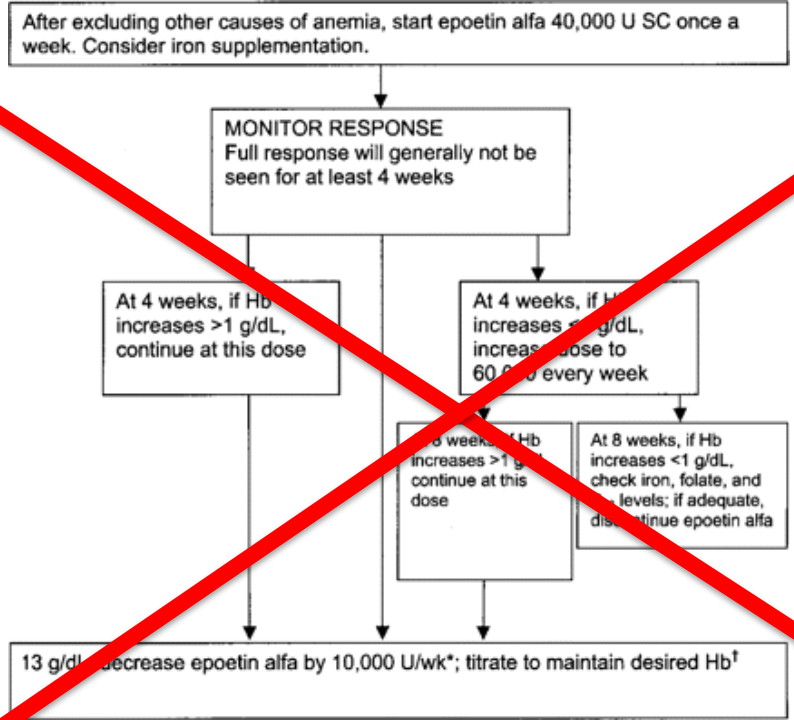 After excluding other causes of anemia, start epoetin alfa 40,000 U SC once a
week. Consider iron supplementation.
MONITOR RESPONSE
Full response will generally not be
seen for at least 4 weeks
At 4 weeks, if Hb
increases >1 g/dL,
continue at this dose
At 4 weeks, if
increases g/dL,
increase dose to
every week
8 weeks, if Hb
increases >1
continue at this
dose
At 8 weeks, if Hb
increases <1 g/dL,
check iron, folate, and
levels; if adequate,
discontinue epoetin alfa
13 g/dL decrease epoetin alfa by 10,000 U/wk*; titrate to maintain desired Hb†